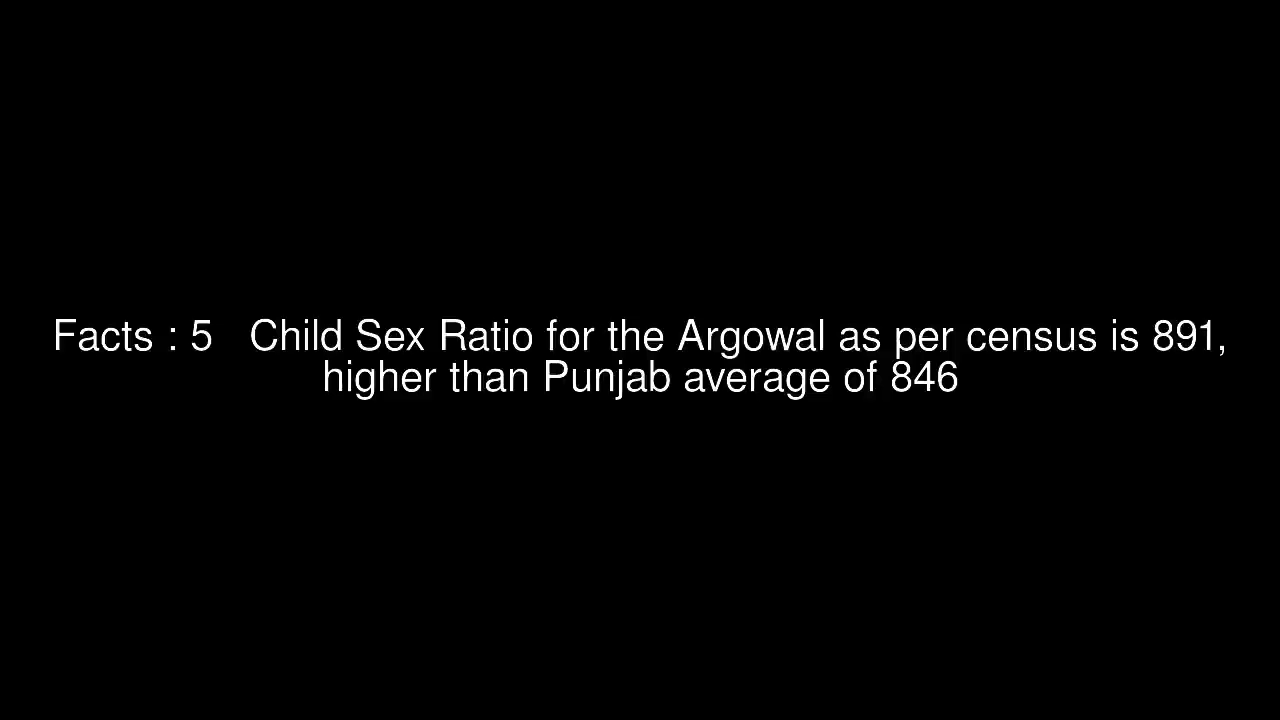 Facts : 5   Child Sex Ratio for the Argowal as per census is 891,
higher than Punjab average of 846